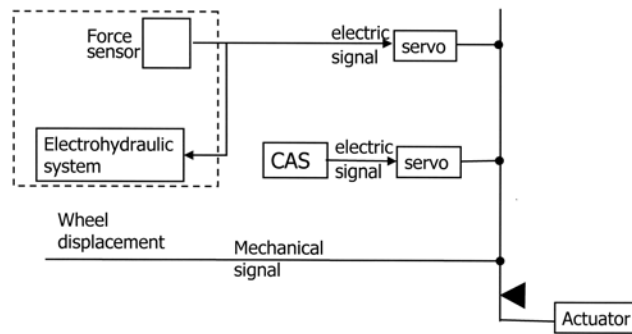 Force
sensor
electric
signal
servo
Electrohydraulic
system
CAS
electric
signal
servo
Wheel
displacement
Mechanical
signal
Actuator